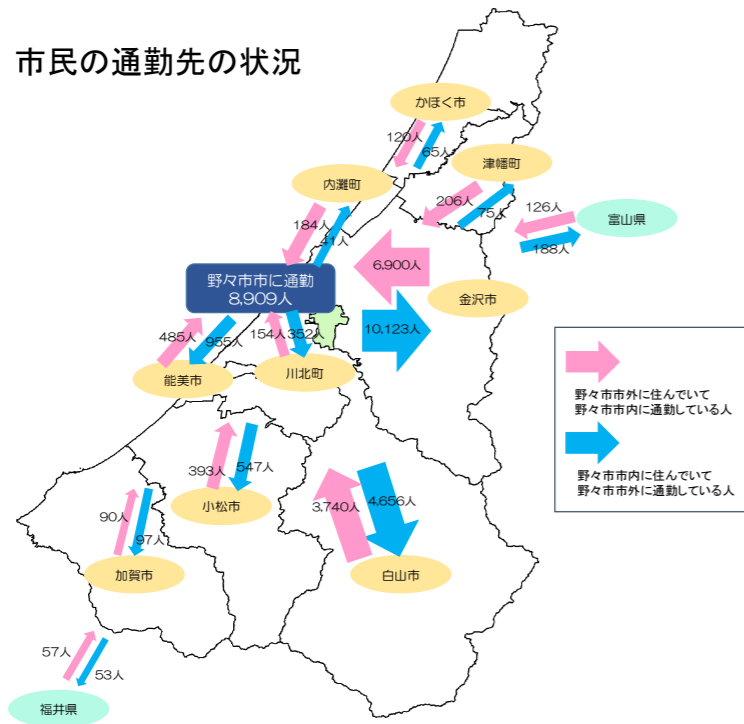 市民の通勤先の状況
かほく市
120人
65人
津幡町
内灘町
206人
75人
126人
富山県
184人
41人
188人
6,900人
野々市市に通勤
8,909人
金沢市
10,123人
485人
955人
154人
352人
能美市
川北町
野々市市外に住んでいて
野々市市内に通勤している人
野々市市内に住んでいて
野々市市外に通勤している人
393人
547人
小松市
3,740人
4,656人
90人
97人
加賀市
白山市
57人
53人
福井県